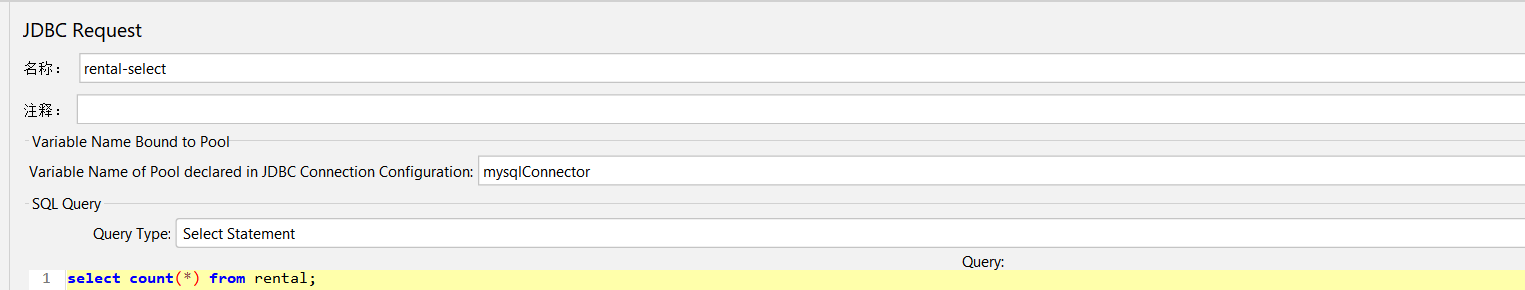 JDBC Request
名称： rental-select
注释：
Variable Name Bound to Pool
Variable Name of Pool declared in JDBC Connection Configuration: mysqlConnector
SQL Query
Query Type: Select Statement
Query:
1 select count(*) from rental;